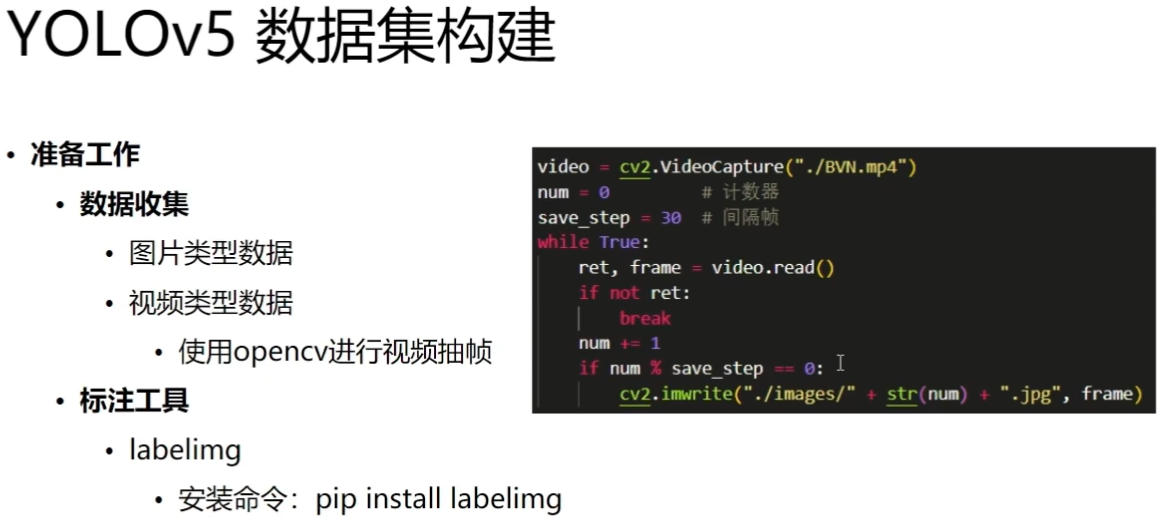 YOLOv5 数据集构建
• 准备工作
• 数据收集
• 图片类型数据
• 视频类型数据
• 使用opencv进行视频抽帧
• 标注工具
• labelimg
• 安装命令：pip install labelimg
video = cv2.VideoCapture("./BVN.mp4")
num = 0 # 计数器
save_step = 30 # 间隔帧
while True:
ret, frame = video.read()
if not ret:
break
num += 1
if num % save_step == 0:
cv2.imwrite("./images/" + str(num) + ".jpg", frame)